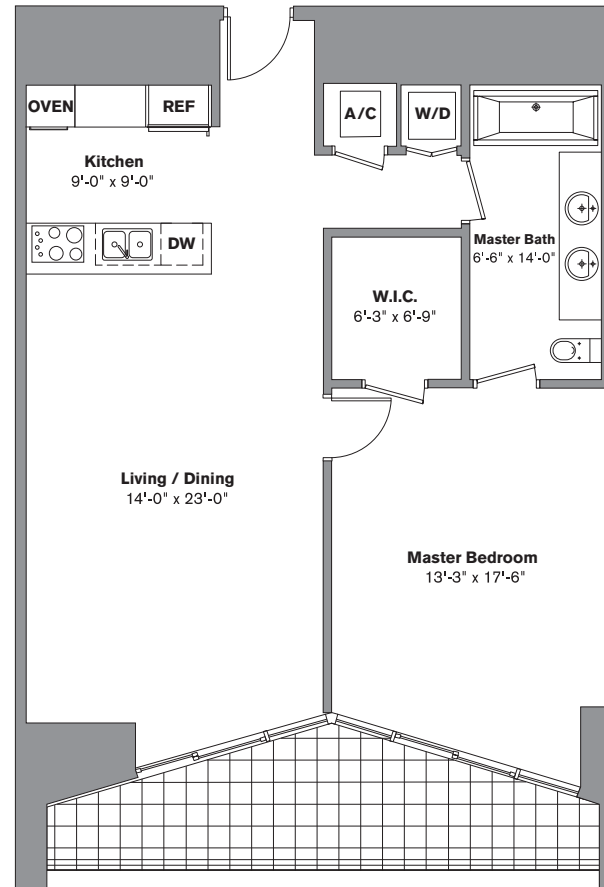 OVEN
REF
A/C
W/D
Kitchen
9'-0" x 9'-0"
DW
Master Bath
6'-6" x 14'-0"
W.I.C.
6'-3" x 6'-9"
Living / Dining
14'-0" x 23'-0"
Master Bedroom
13'-3" x 17'-6"